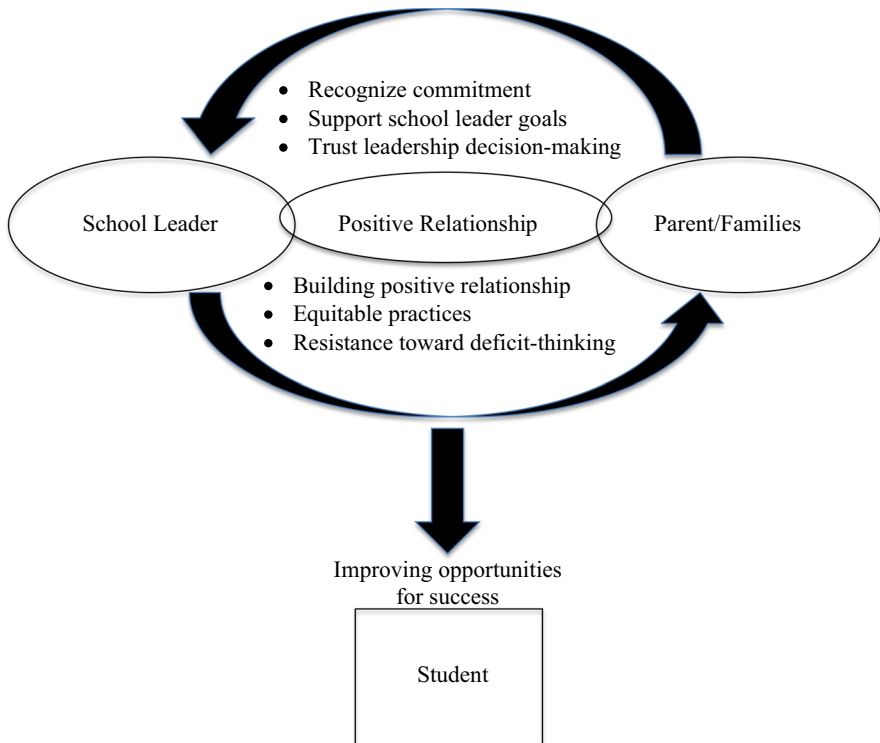 • Recognize commitment
• Support school leader goals
• Trust leadership decision-making
School Leader
Positive Relationship
Parent/Families
• Building positive relationship
• Equitable practices
• Resistance toward deficit-thinking
Improving opportunities
for success
Student